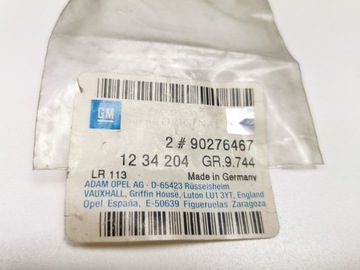 GM
2 # 90276467
12 34 204 GR.9.744
LR 113 Made in Germany
ADAM OPEL AG · D-65423 Rüsselsheim
VAUXHALL, Griffin House, Luton LU1 3YT, England
Opel España, E-50639 Figueruelas Zaragoza